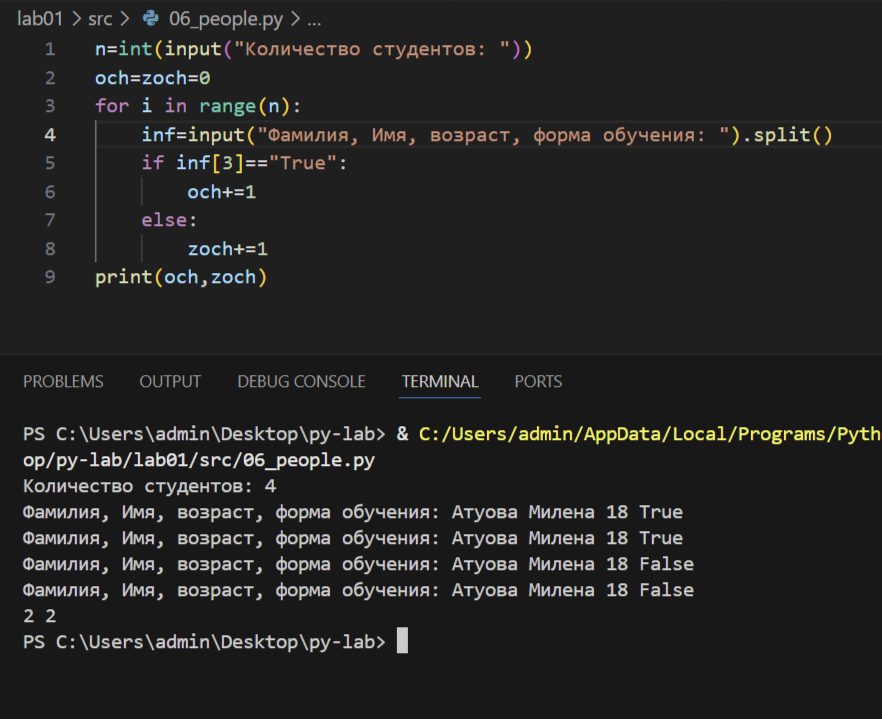 lab01 > src > 06_people.py > ...
1 n=int(input("Количество студентов: "))
2 och=zoch=0
3 for i in range(n):
4     inf=input("Фамилия, Имя, возраст, форма обучения: ").split()
5     if inf[3]=="True":
6         och+=1
7     else:
8         zoch+=1
9 print(och,zoch)
PROBLEMS OUTPUT DEBUG CONSOLE TERMINAL PORTS
PS C:\Users\admin\Desktop\py-lab> & C:/Users/admin/AppData/Local/Programs/Pyth
op/py-lab/lab01/src/06_people.py
Количество студентов: 4
Фамилия, Имя, возраст, форма обучения: Атуова Милена 18 True
Фамилия, Имя, возраст, форма обучения: Атуова Милена 18 True
Фамилия, Имя, возраст, форма обучения: Атуова Милена 18 False
Фамилия, Имя, возраст, форма обучения: Атуова Милена 18 False
2 2
PS C:\Users\admin\Desktop\py-lab>